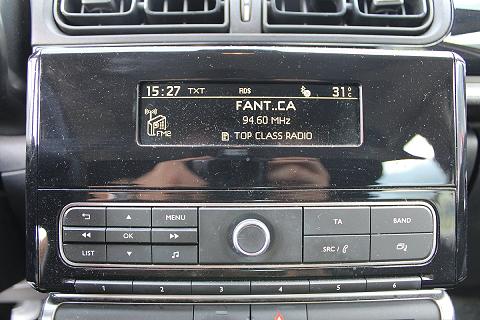 15:27 TXT RDS 31°
FANT..CA
94.60 MHz
FM2
TOP CLASS RADIO
MENU
TA
BAND
OK
SRC/
LIST
1 2 3 4 5 6